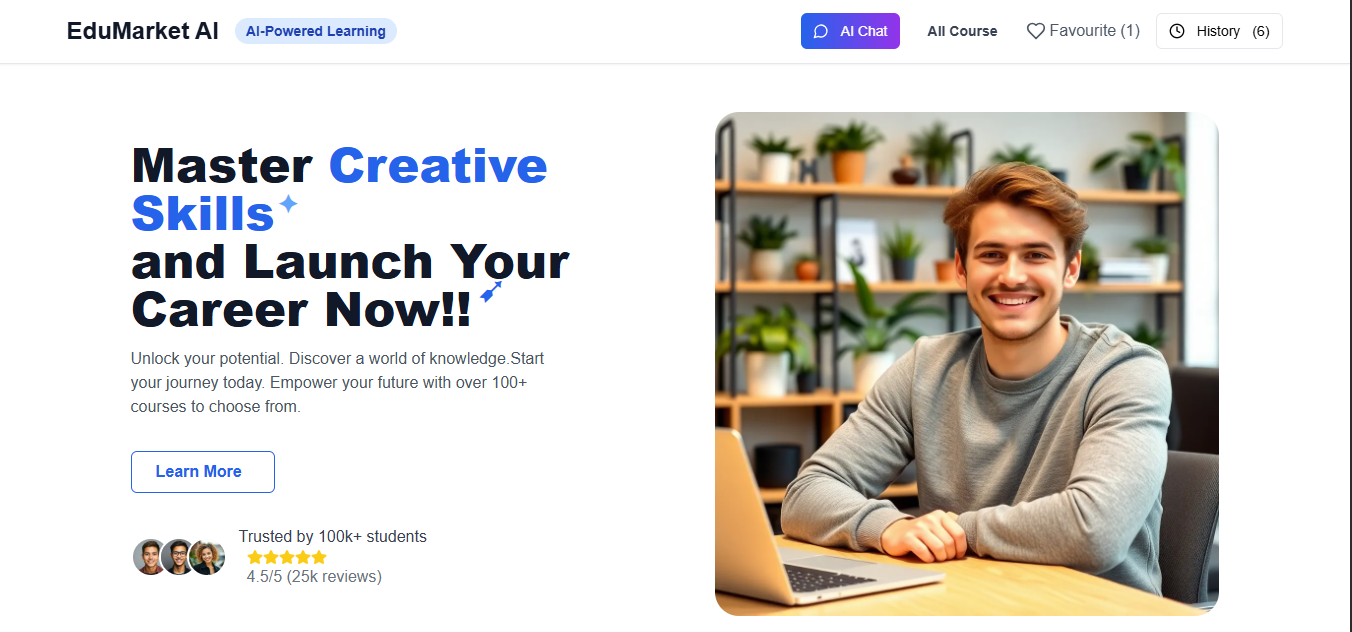 EduMarket AI
AI-Powered Learning
AI Chat
All Course
Favourite (1)
History (6)
Master Creative
Skills
and Launch Your
Career Now!!
Unlock your potential. Discover a world of knowledge.Start
your journey today. Empower your future with over 100+
courses to choose from.
Learn More
Trusted by 100k+ students
4.5/5 (25k reviews)